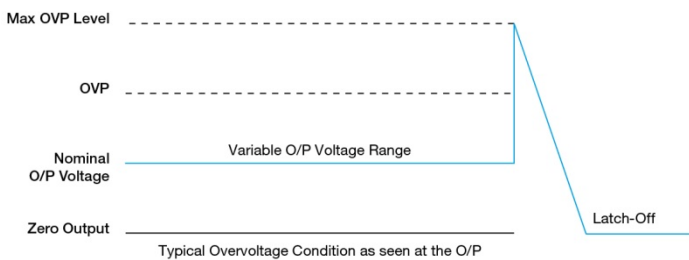 Max OVP Level
OVP
Variable O/P Voltage Range
Nominal
O/P Voltage
Latch-Off
Zero Output
Typical Overvoltage Condition as seen at the O/P